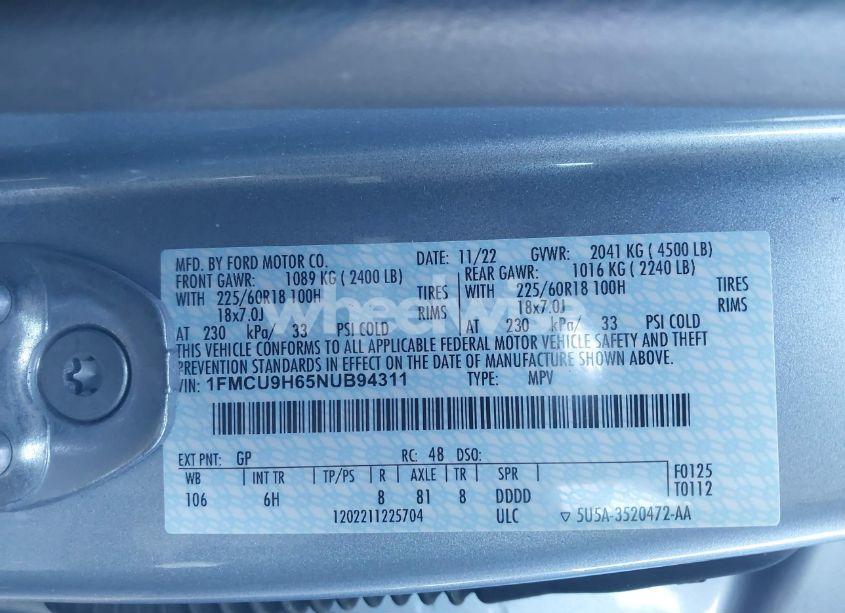 MFD. BY FORD MOTOR CO. DATE: 11/22 GVWR: 2041 KG ( 4500 LB)
FRONT GAWR: 1089 KG ( 2400 LB) REAR GAWR: 1016 KG ( 2240 LB)
WITH 225/60R18 100H TIRES WITH 225/60R18 100H TIRES
18x7.0J RIMS 18x7.0J RIMS
AT 230 kPa/ 33 PSI COLD AT 230 kPa/ 33 PSI COLD
THIS VEHICLE CONFORMS TO ALL APPLICABLE FEDERAL MOTOR VEHICLE SAFETY AND THEFT
PREVENTION STANDARDS IN EFFECT ON THE DATE OF MANUFACTURE SHOWN ABOVE.
VIN: 1FMCU9H65NUB94311 TYPE: MPV
EXT PNT: GP RC: 48 DSO:
WB INT TR TP/PS R AXLE TR SPR F0125
106 6H 8 81 8 DDDD T0112
1202211225704 ULC ▽ 5U5A-3520472-AA